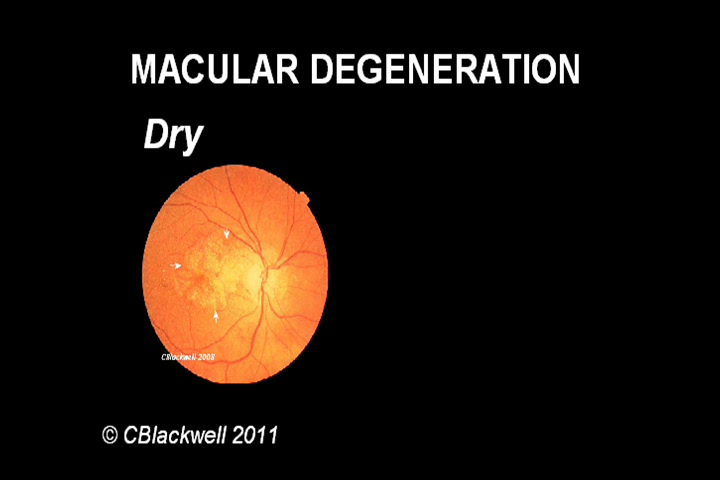 MACULAR DEGENERATION
Dry
CBlackwell 2008
© CBlackwell 2011